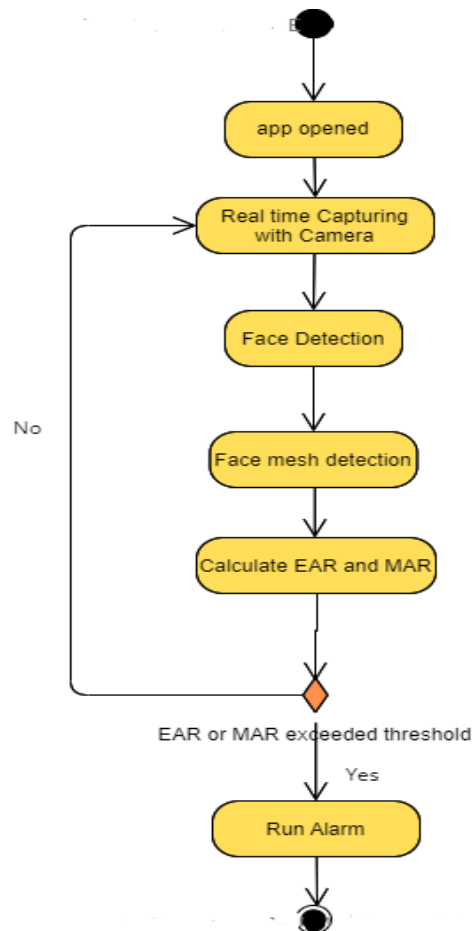 app opened
Real time Capturing
with Camera
Face Detection
No
Face mesh detection
Calculate EAR and MAR
EAR or MAR exceeded threshold
Yes
Run Alarm